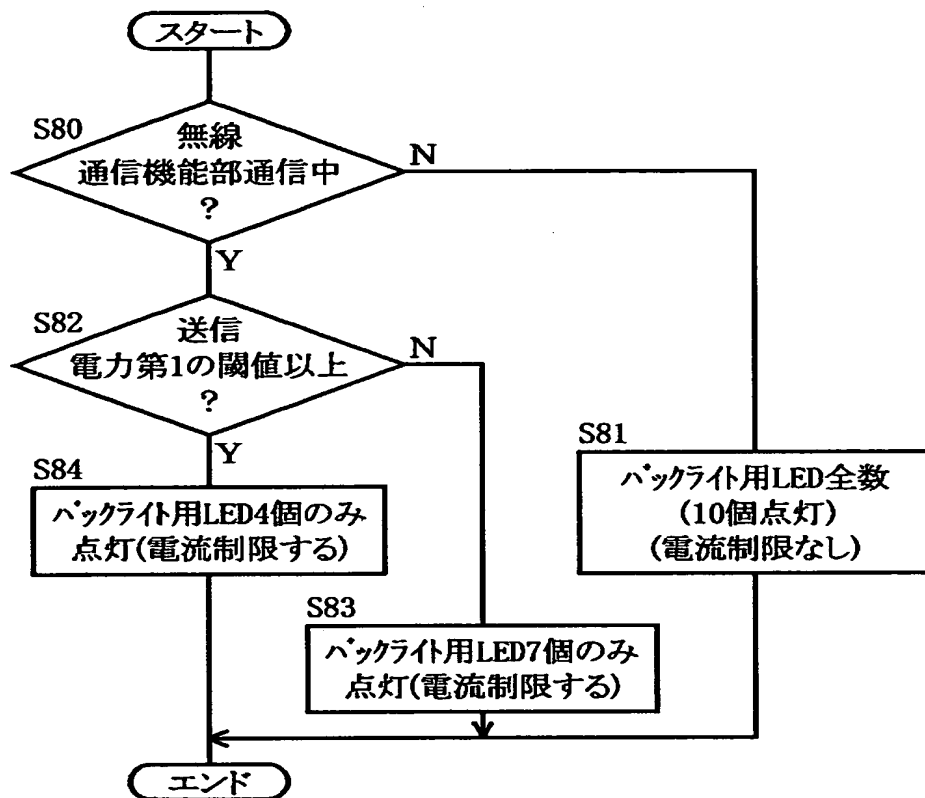 スタート
S80
無線
通信機能部通信中
?
N
Y
S82
送信
電力第1の閾値以上
?
N
Y
S84
バックライト用LED4個のみ
点灯(電流制限する)
S81
バックライト用LED全数
(10個点灯)
(電流制限なし)
S83
バックライト用LED7個のみ
点灯(電流制限する)
エンド